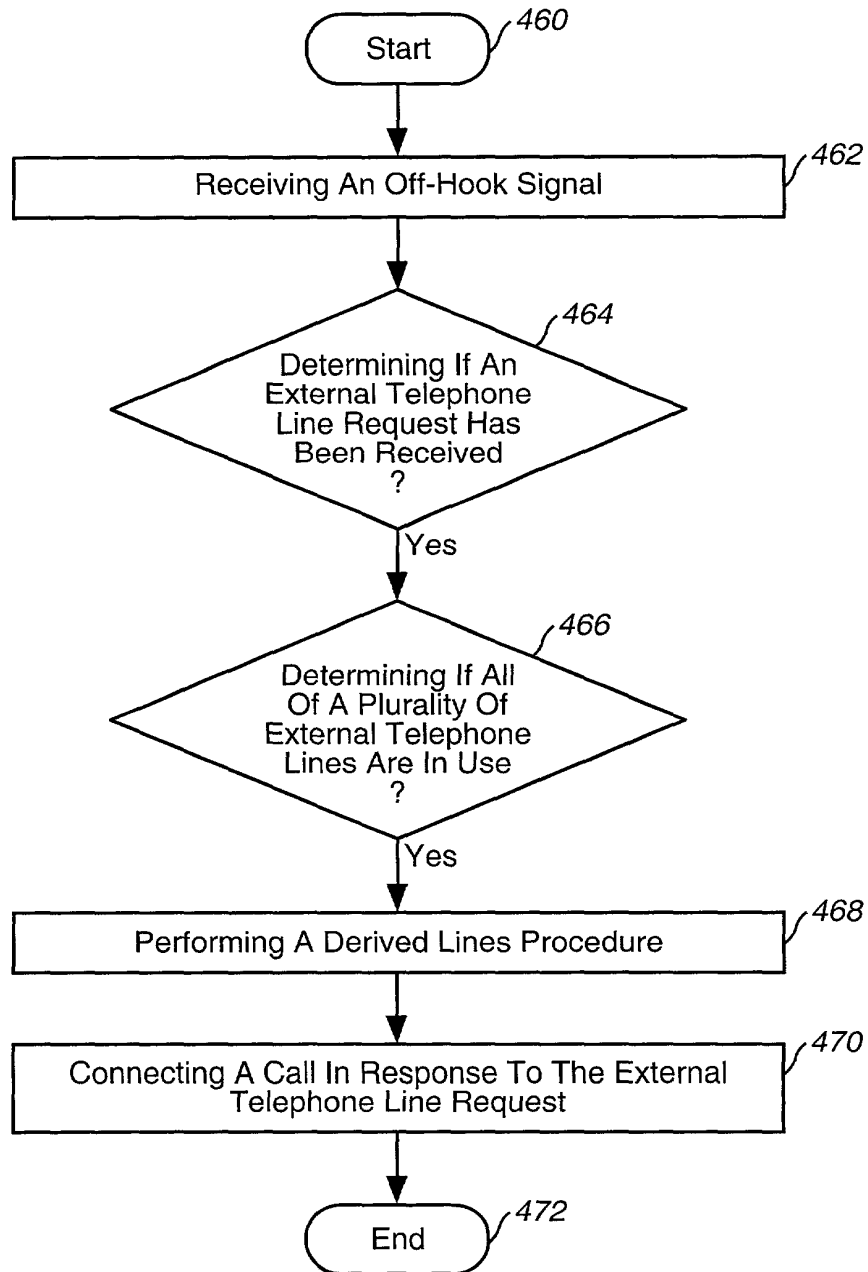 Start
460
Receiving An Off-Hook Signal
462
464
Determining If An
External Telephone
Line Request Has
Been Received
?
Yes
466
Determining If All
Of A Plurality Of
External Telephone
Lines Are In Use
?
Yes
Performing A Derived Lines Procedure
468
Connecting A Call In Response To The External
Telephone Line Request
470
End
472